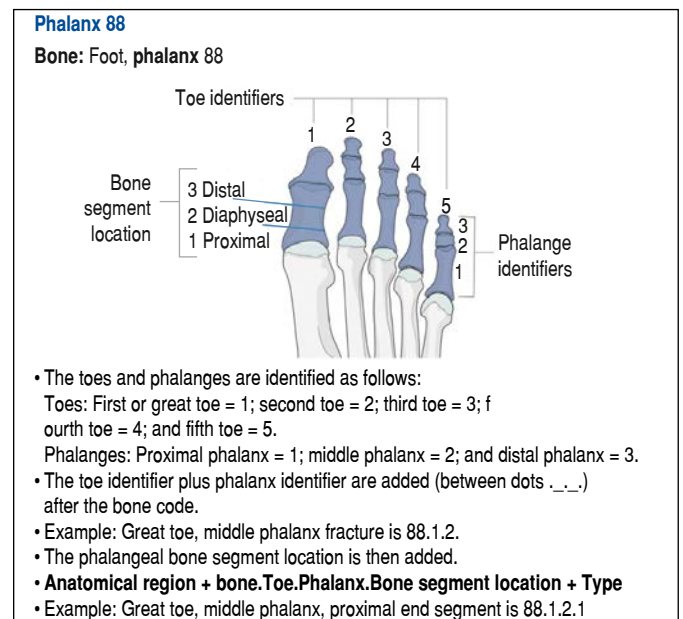 Phalanx 88
Bone: Foot, phalanx 88
Toe identifiers
1
2
3
4
5
Bone
segment
location
3 Distal
2 Diaphyseal
1 Proximal
3
2
1
Phalange
identifiers
• The toes and phalanges are identified as follows:
Toes: First or great toe = 1; second toe = 2; third toe = 3; f
ourth toe = 4; and fifth toe = 5.
Phalanges: Proximal phalanx = 1; middle phalanx = 2; and distal phalanx = 3.
• The toe identifier plus phalanx identifier are added (between dots ._._.)
after the bone code.
• Example: Great toe, middle phalanx fracture is 88.1.2.
• The phalangeal bone segment location is then added.
• Anatomical region + bone.Toe.Phalanx.Bone segment location + Type
• Example: Great toe, middle phalanx, proximal end segment is 88.1.2.1